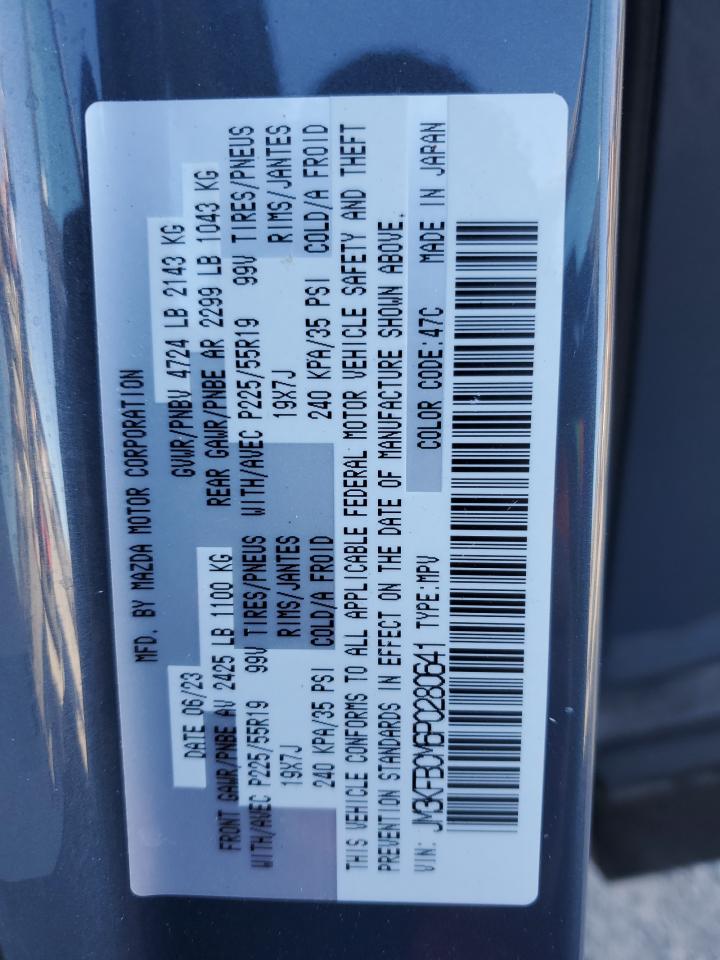 MFD. BY MAZDA MOTOR CORPORATION
DATE 06/23 GVWR/PNBV 4724 LB 2143 KG
FRONT GAWR/PNBE AV 2425 LB 1100 KG REAR GAWR/PNBE AR 2299 LB 1043 KG
WITH/AVEC P225/55R19 99V TIRES/PNEUS WITH/AVEC P225/55R19 99V TIRES/PNEUS
19X7J RIMS/JANTES 19X7J RIMS/JANTES
240 KPA/35 PSI COLD/A FROID 240 KPA/35 PSI COLD/A FROID
THIS VEHICLE CONFORMS TO ALL APPLICABLE FEDERAL MOTOR VEHICLE SAFETY AND THEFT
PREVENTION STANDARDS IN EFFECT ON THE DATE OF MANUFACTURE SHOWN ABOVE.
VIN: JM3KFBCM6P0280641 TYPE:MPV COLOR CODE:47C MADE IN JAPAN